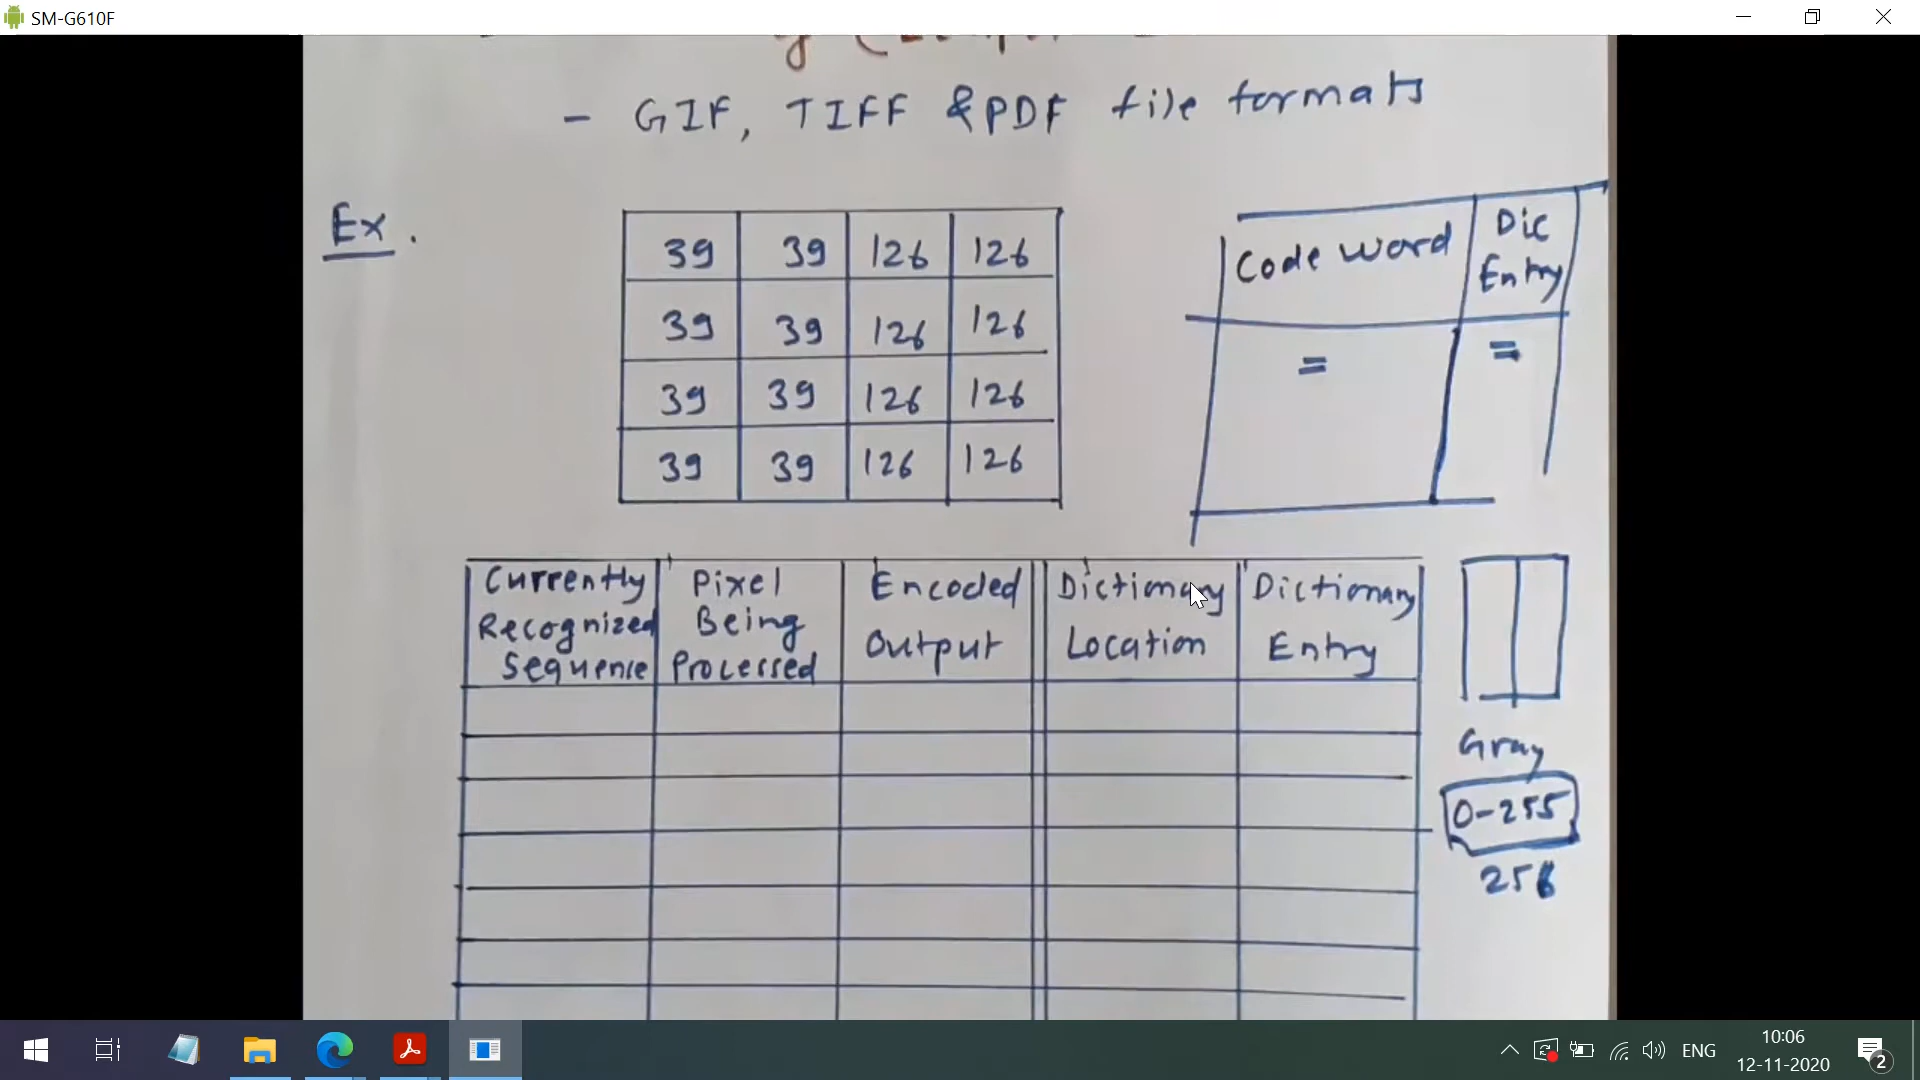 SM-G610F
- GIF, TIFF & PDF file formats
Ex.
39 39 126 126
39 39 126 126
39 39 126 126
39 39 126 126
Code Word
Dic Entry
=
=
Currently Recognized Sequence
Pixel Being Processed
Encoded Output
Dictionary Location
Dictionary Entry
Gray
0-255
256
ENG
10:06
12-11-2020
2